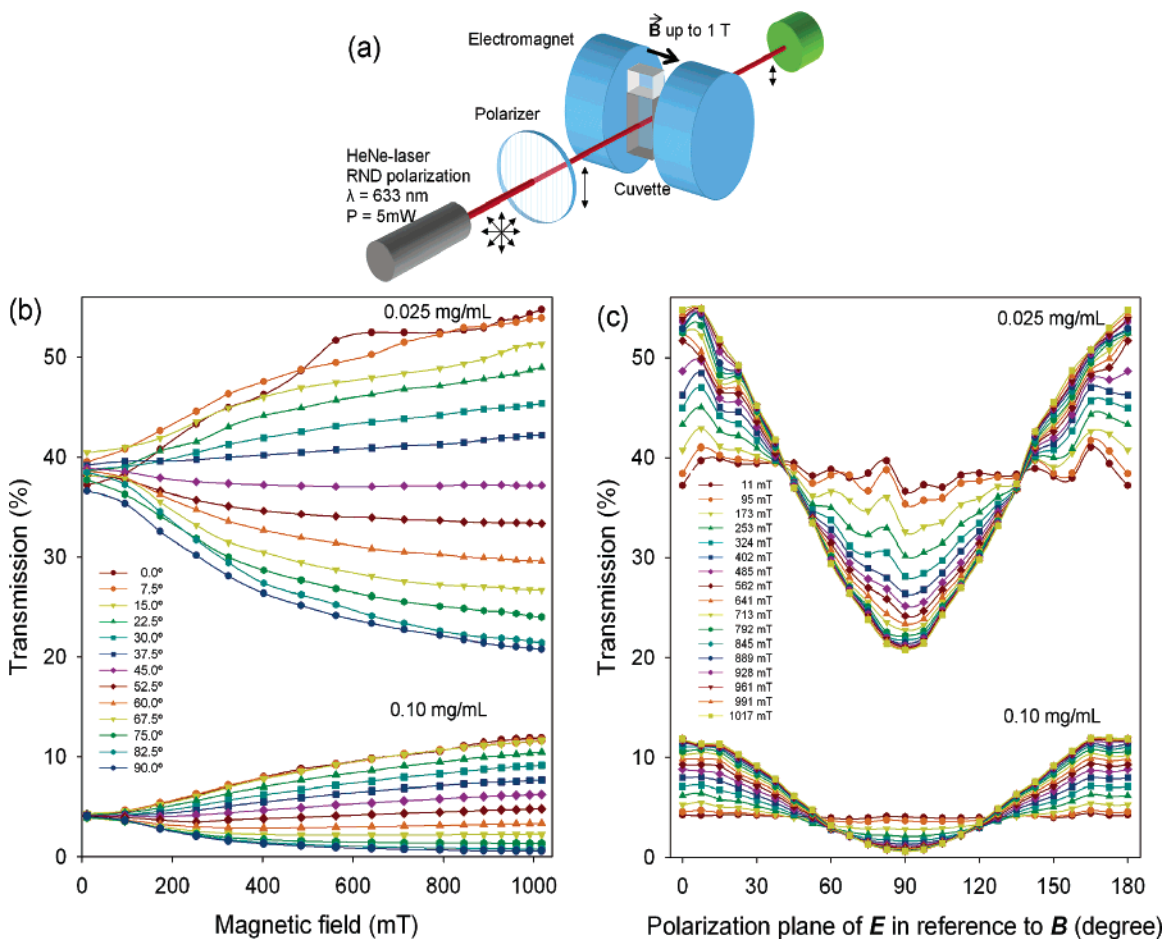 (a)
Electromagnet
B up to 1 T
Polarizer
HeNe-laser
RND polarization
λ = 633 nm
P = 5mW
Cuvette
(b)
0.025 mg/mL
Transmission (%)
50
40
30
20
10
0
0.0º
7.5º
15.0º
22.5º
30.0º
37.5º
45.0º
52.5º
60.0º
67.5º
75.0º
82.5º
90.0º
0.10 mg/mL
0 200 400 600 800 1000
Magnetic field (mT)
(c)
0.025 mg/mL
Transmission (%)
50
40
30
20
10
0
11 mT
95 mT
173 mT
253 mT
324 mT
402 mT
485 mT
562 mT
641 mT
713 mT
792 mT
845 mT
889 mT
928 mT
961 mT
991 mT
1017 mT
0.10 mg/mL
0 30 60 90 120 150 180
Polarization plane of E in reference to B (degree)